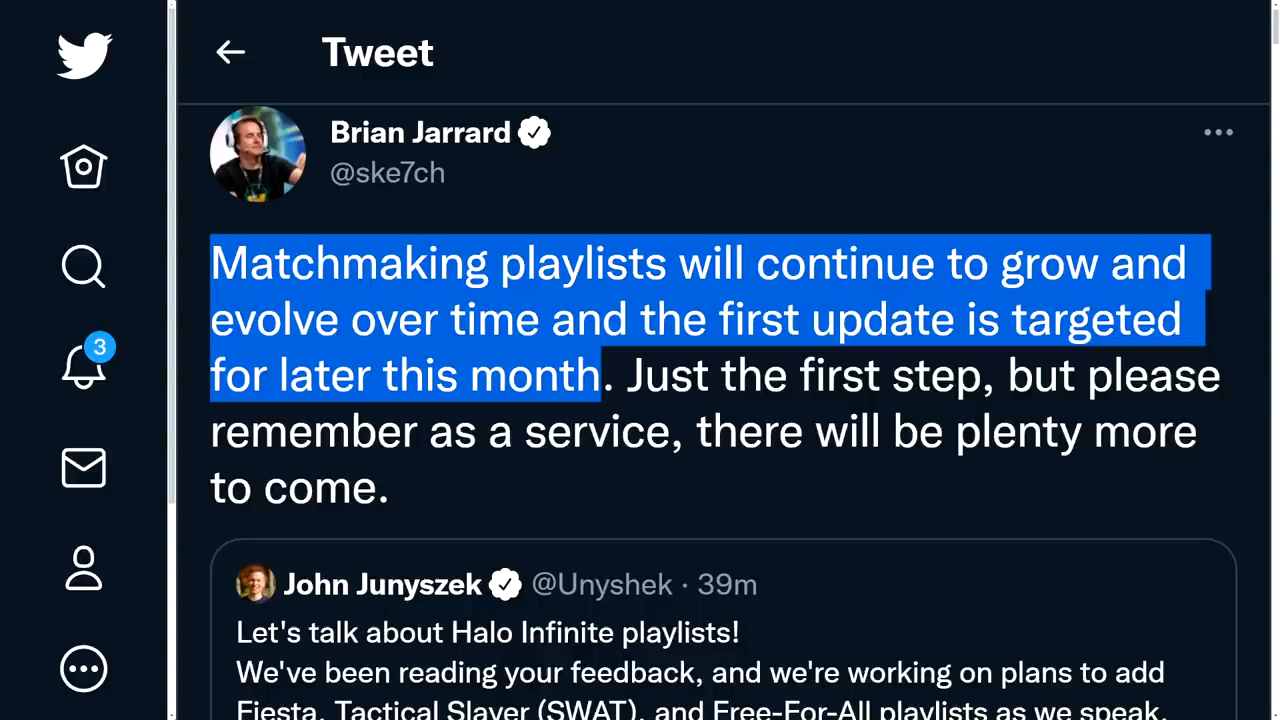 Tweet
Brian Jarrard
@ske7ch
Matchmaking playlists will continue to grow and
evolve over time and the first update is targeted
for later this month. Just the first step, but please
remember as a service, there will be plenty more
to come.
3
John Junyszek @Unyshek · 39m
Let's talk about Halo Infinite playlists!
We've been reading your feedback, and we're working on plans to add
Fiesta, Tactical Slayer (SWAT), and Free-For-All playlists as we speak.